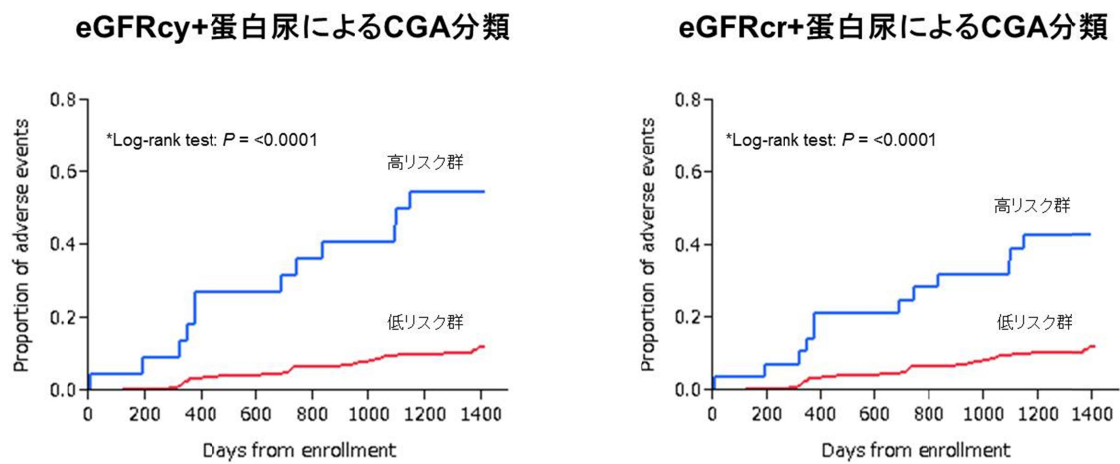 eGFRcy+蛋白尿によるCGA分類
0.8
0.6
0.4
0.2
0.0
Proportion of adverse events
*Log-rank test: P = <0.0001
高リスク群
低リスク群
0 200 400 600 800 1000 1200 1400
Days from enrollment
eGFRcr+蛋白尿によるCGA分類
0.8
0.6
0.4
0.2
0.0
Proportion of adverse events
*Log-rank test: P = <0.0001
高リスク群
低リスク群
0 200 400 600 800 1000 1200 1400
Days from enrollment